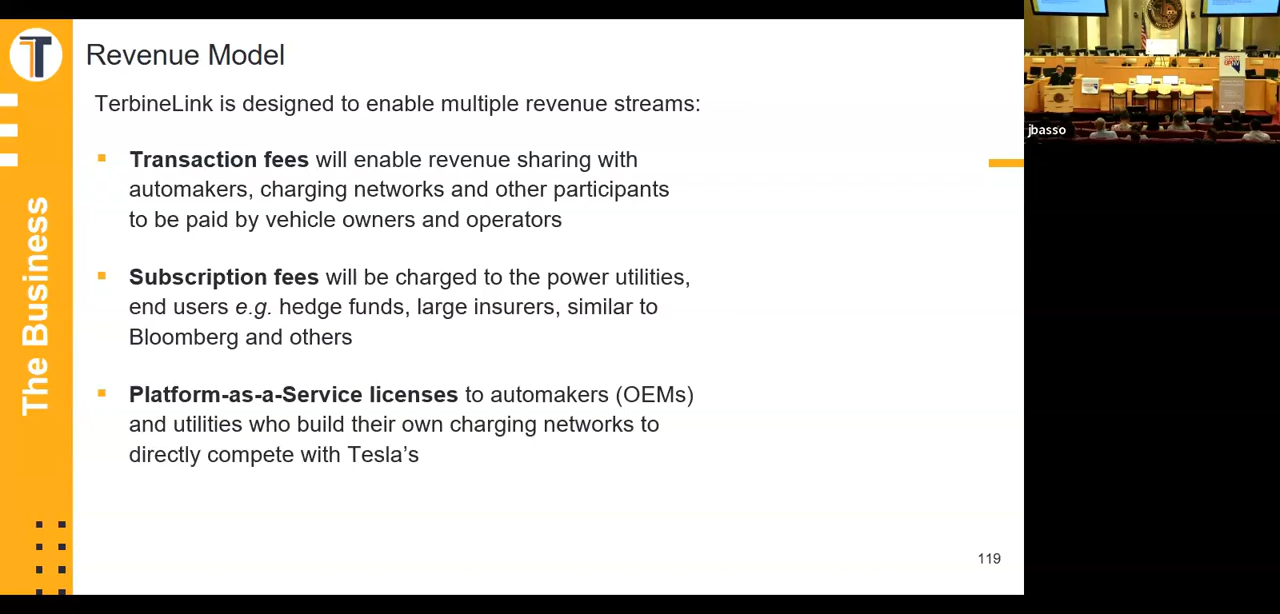 Revenue Model
TerbineLink is designed to enable multiple revenue streams:
Transaction fees will enable revenue sharing with
automakers, charging networks and other participants
to be paid by vehicle owners and operators
Subscription fees will be charged to the power utilities,
end users e.g. hedge funds, large insurers, similar to
Bloomberg and others
Platform-as-a-Service licenses to automakers (OEMs)
and utilities who build their own charging networks to
directly compete with Tesla's
The Business
119
jbasso